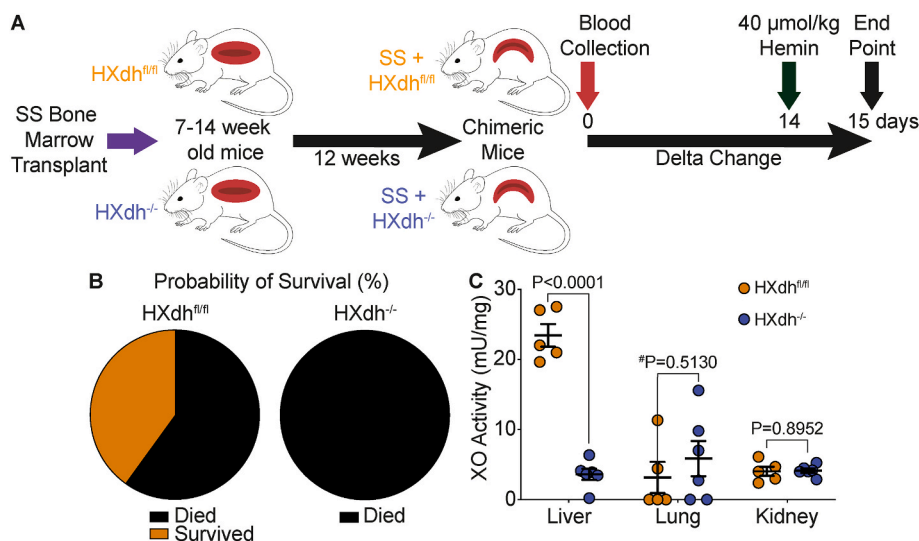 A
HXdh^fl/fl
SS Bone
Marrow
Transplant
7-14 week
old mice
HXdh^-/-
12 weeks
SS +
HXdh^fl/fl
Chimeric
Mice
SS +
HXdh^-/-
Blood
Collection
0
40 µmol/kg
Hemin
14
End
Point
15 days
Delta Change
B
Probability of Survival (%)
HXdh^fl/fl
HXdh^-/-
Died
Survived
Died
C
XO Activity (mU/mg)
30
20
10
0
P<0.0001
#P=0.5130
P=0.8952
HXdh^fl/fl
HXdh^-/-
Liver
Lung
Kidney